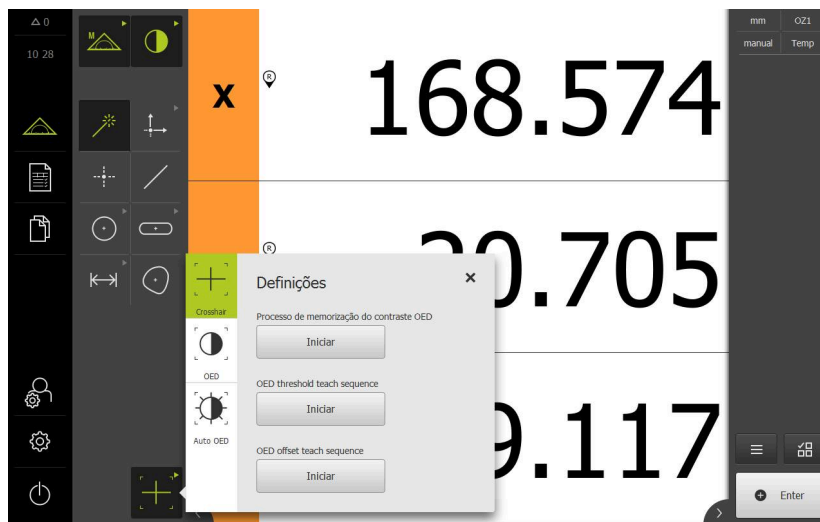 △ 0
10 28
M
X
R
168.574
R
20.705
9.117
mm
OZ1
manual
Temp
Crosshair
OED
Auto OED
Definições
×
Processo de memorização do contraste OED
Iniciar
OED threshold teach sequence
Iniciar
OED offset teach sequence
Iniciar
Enter